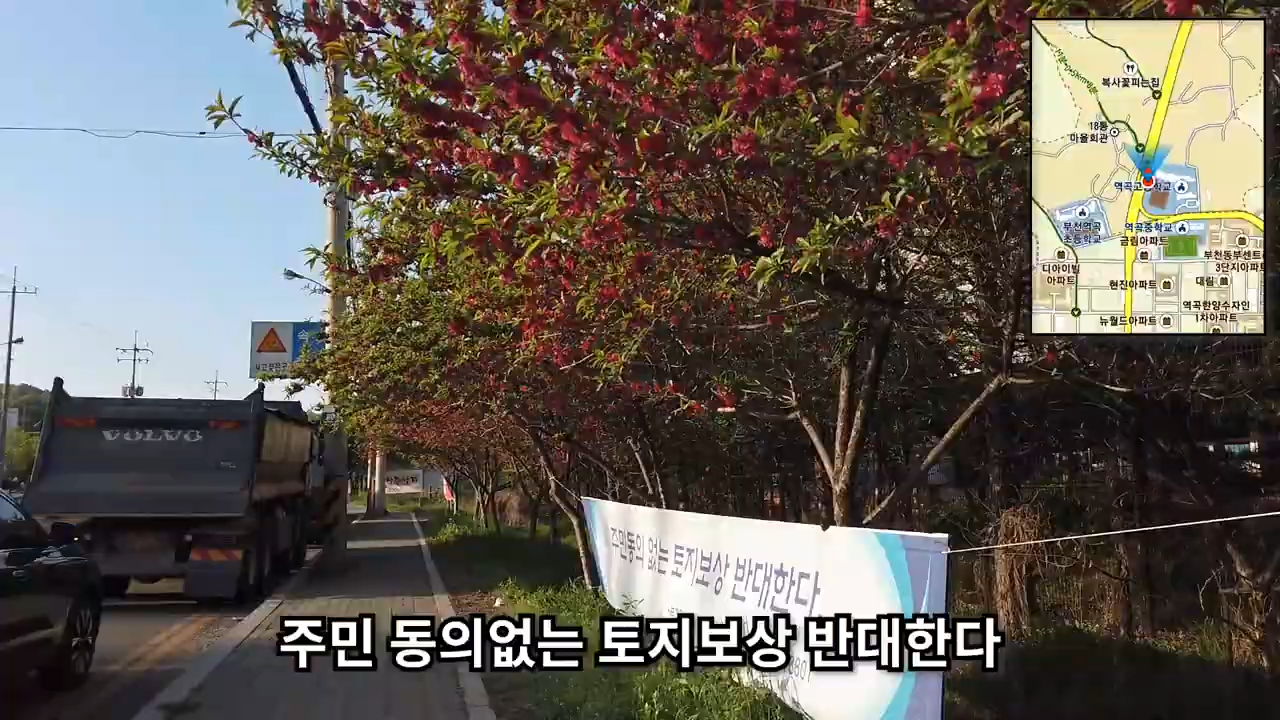 복사꽃피는집
18통
마을회관
역곡고등학교
부천역곡
초등학교
역곡중학교
금림아파트
부천동부센트
3단지아파트
디아이빌
아파트
현진아파트
대림
역곡한양수자인
1차아파트
뉴월드아파트
VOLVO
주민동의 없는 토지보상 반대한다
주민 동의없는 토지보상 반대한다